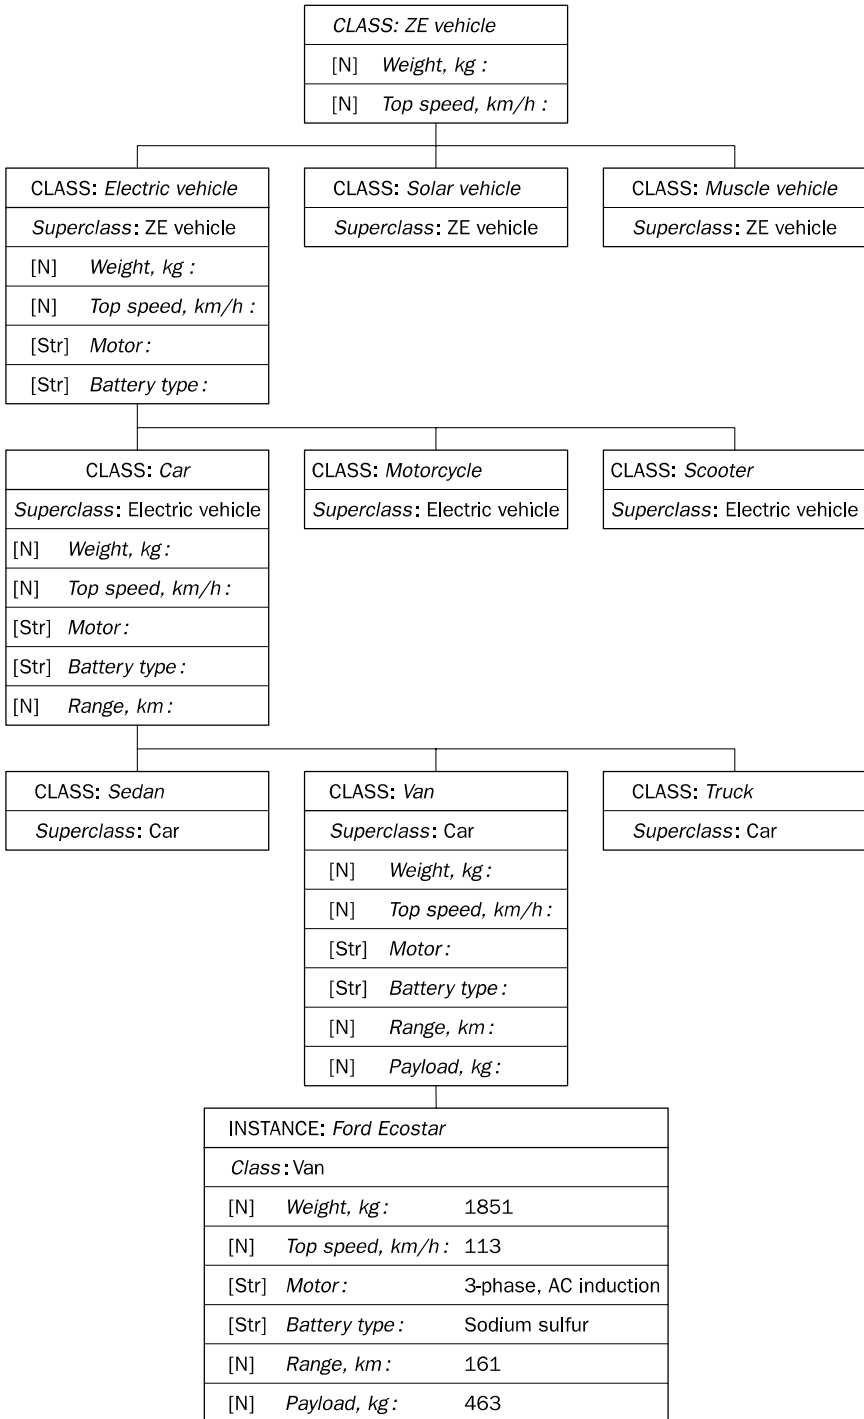 CLASS: ZE vehicle
[N] Weight, kg :
[N] Top speed, km/h :
CLASS: Electric vehicle
Superclass: ZE vehicle
[N] Weight, kg :
[N] Top speed, km/h :
[Str] Motor :
[Str] Battery type :
CLASS: Solar vehicle
Superclass: ZE vehicle
CLASS: Muscle vehicle
Superclass: ZE vehicle
CLASS: Car
Superclass: Electric vehicle
[N] Weight, kg :
[N] Top speed, km/h :
[Str] Motor :
[Str] Battery type :
[N] Range, km :
CLASS: Motorcycle
Superclass: Electric vehicle
CLASS: Scooter
Superclass: Electric vehicle
CLASS: Sedan
Superclass: Car
CLASS: Van
Superclass: Car
[N] Weight, kg :
[N] Top speed, km/h :
[Str] Motor :
[Str] Battery type :
[N] Range, km :
[N] Payload, kg :
CLASS: Truck
Superclass: Car
INSTANCE: Ford Ecostar
Class: Van
[N] Weight, kg : 1851
[N] Top speed, km/h : 113
[Str] Motor : 3-phase, AC induction
[Str] Battery type : Sodium sulfur
[N] Range, km : 161
[N] Payload, kg : 463